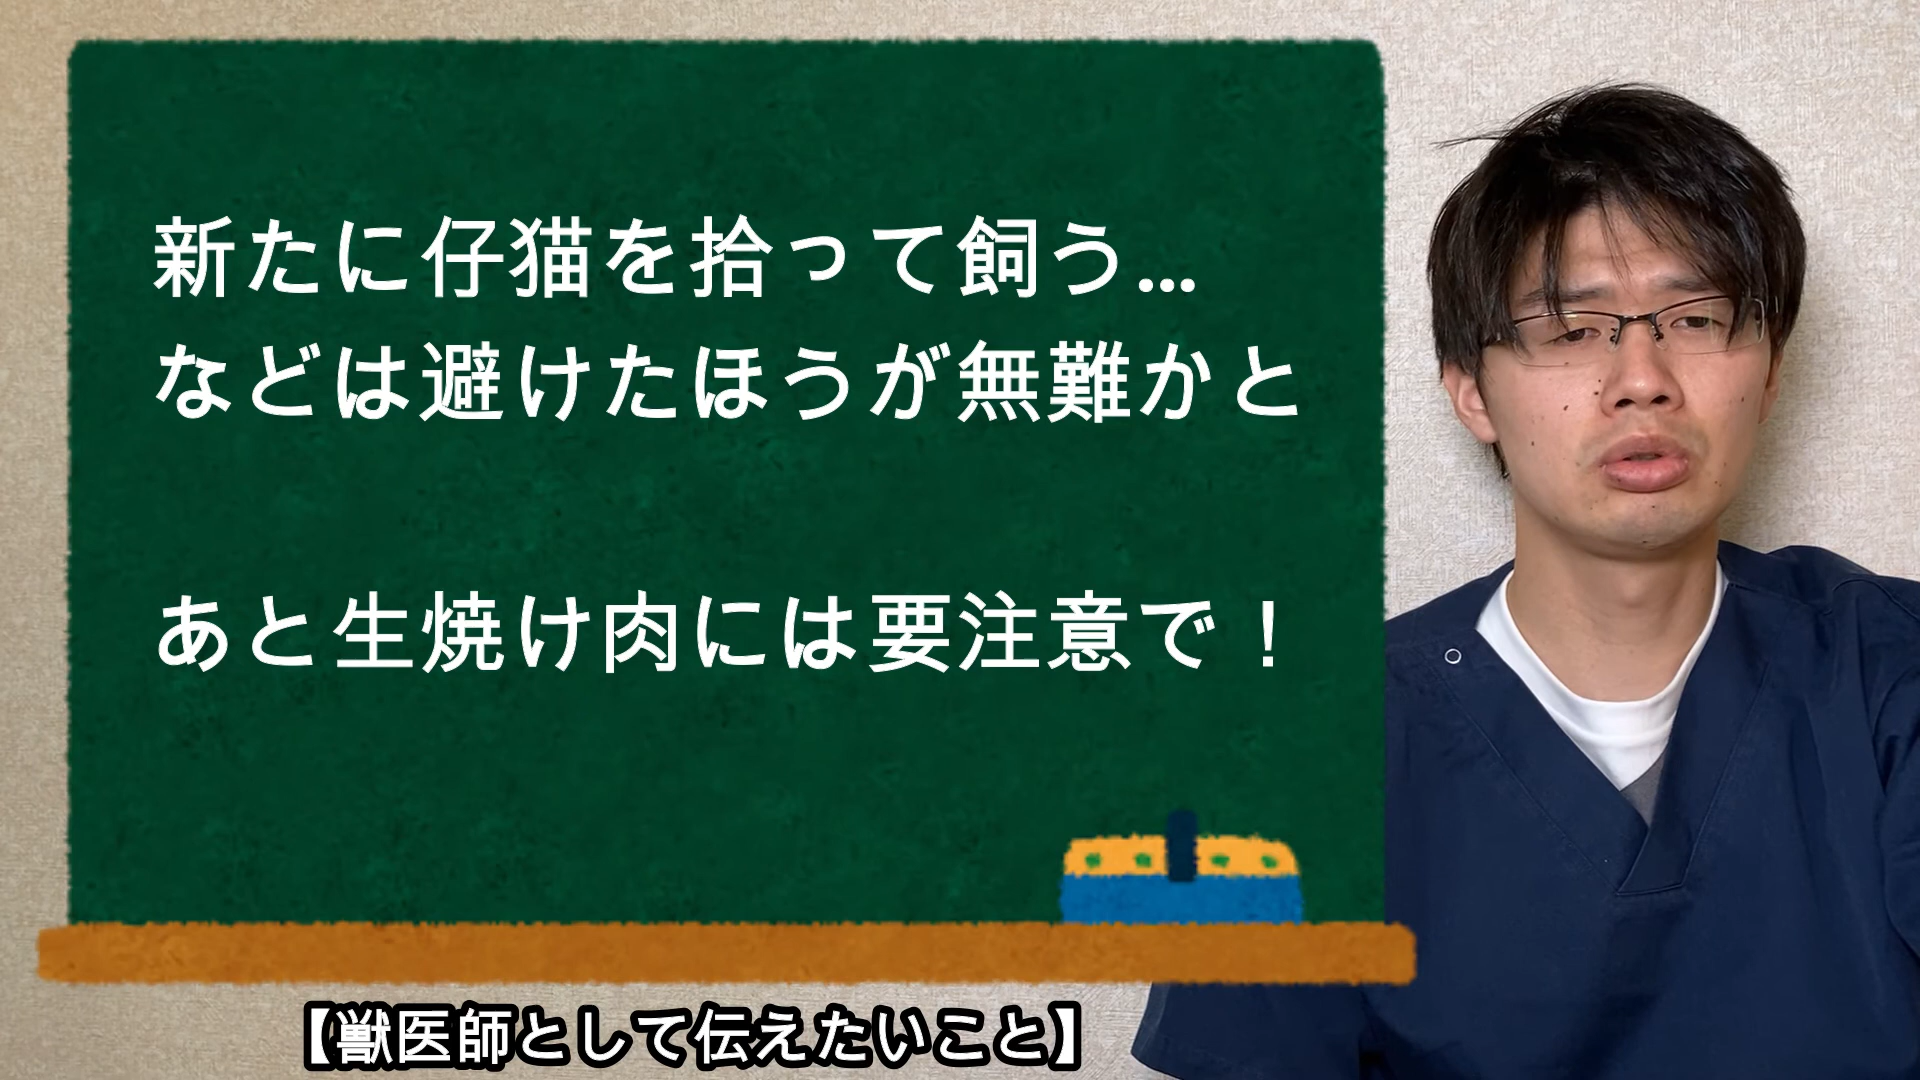 新たに仔猫を拾って飼う…
などは避けたほうが無難かと
あと生焼け肉には要注意で！
【獣医師として伝えたいこと】